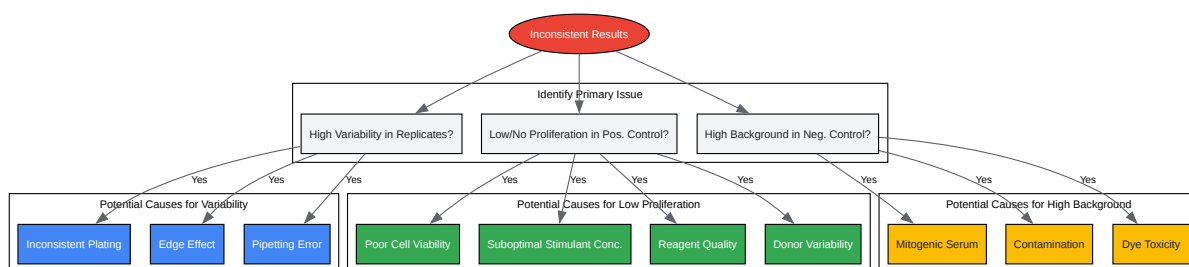 Inconsistent Results
Identify Primary Issue
High Variability in Replicates?
Low/No Proliferation in Pos. Control?
High Background in Neg. Control?
Yes
Yes
Yes
Yes
Yes
Yes
Yes
Yes
Yes
Yes
Potential Causes for Variability
Potential Causes for Low Proliferation
Potential Causes for High Background
Inconsistent Plating
Edge Effect
Pipetting Error
Poor Cell Viability
Suboptimal Stimulant Conc.
Reagent Quality
Donor Variability
Mitogenic Serum
Contamination
Dye Toxicity